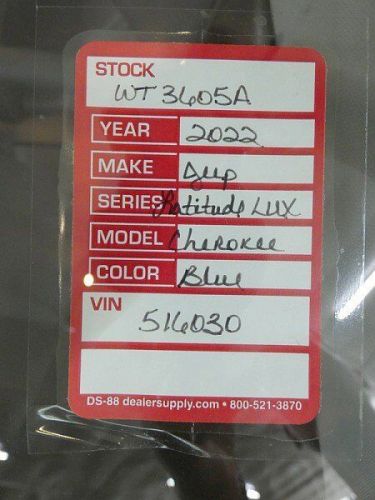 STOCK
WT3605A
YEAR 2022
MAKE Jeep
SERIES Latitude LUX
MODEL Cherokee
COLOR Blue
VIN
516030
DS-88 dealersupply.com • 800-521-3870